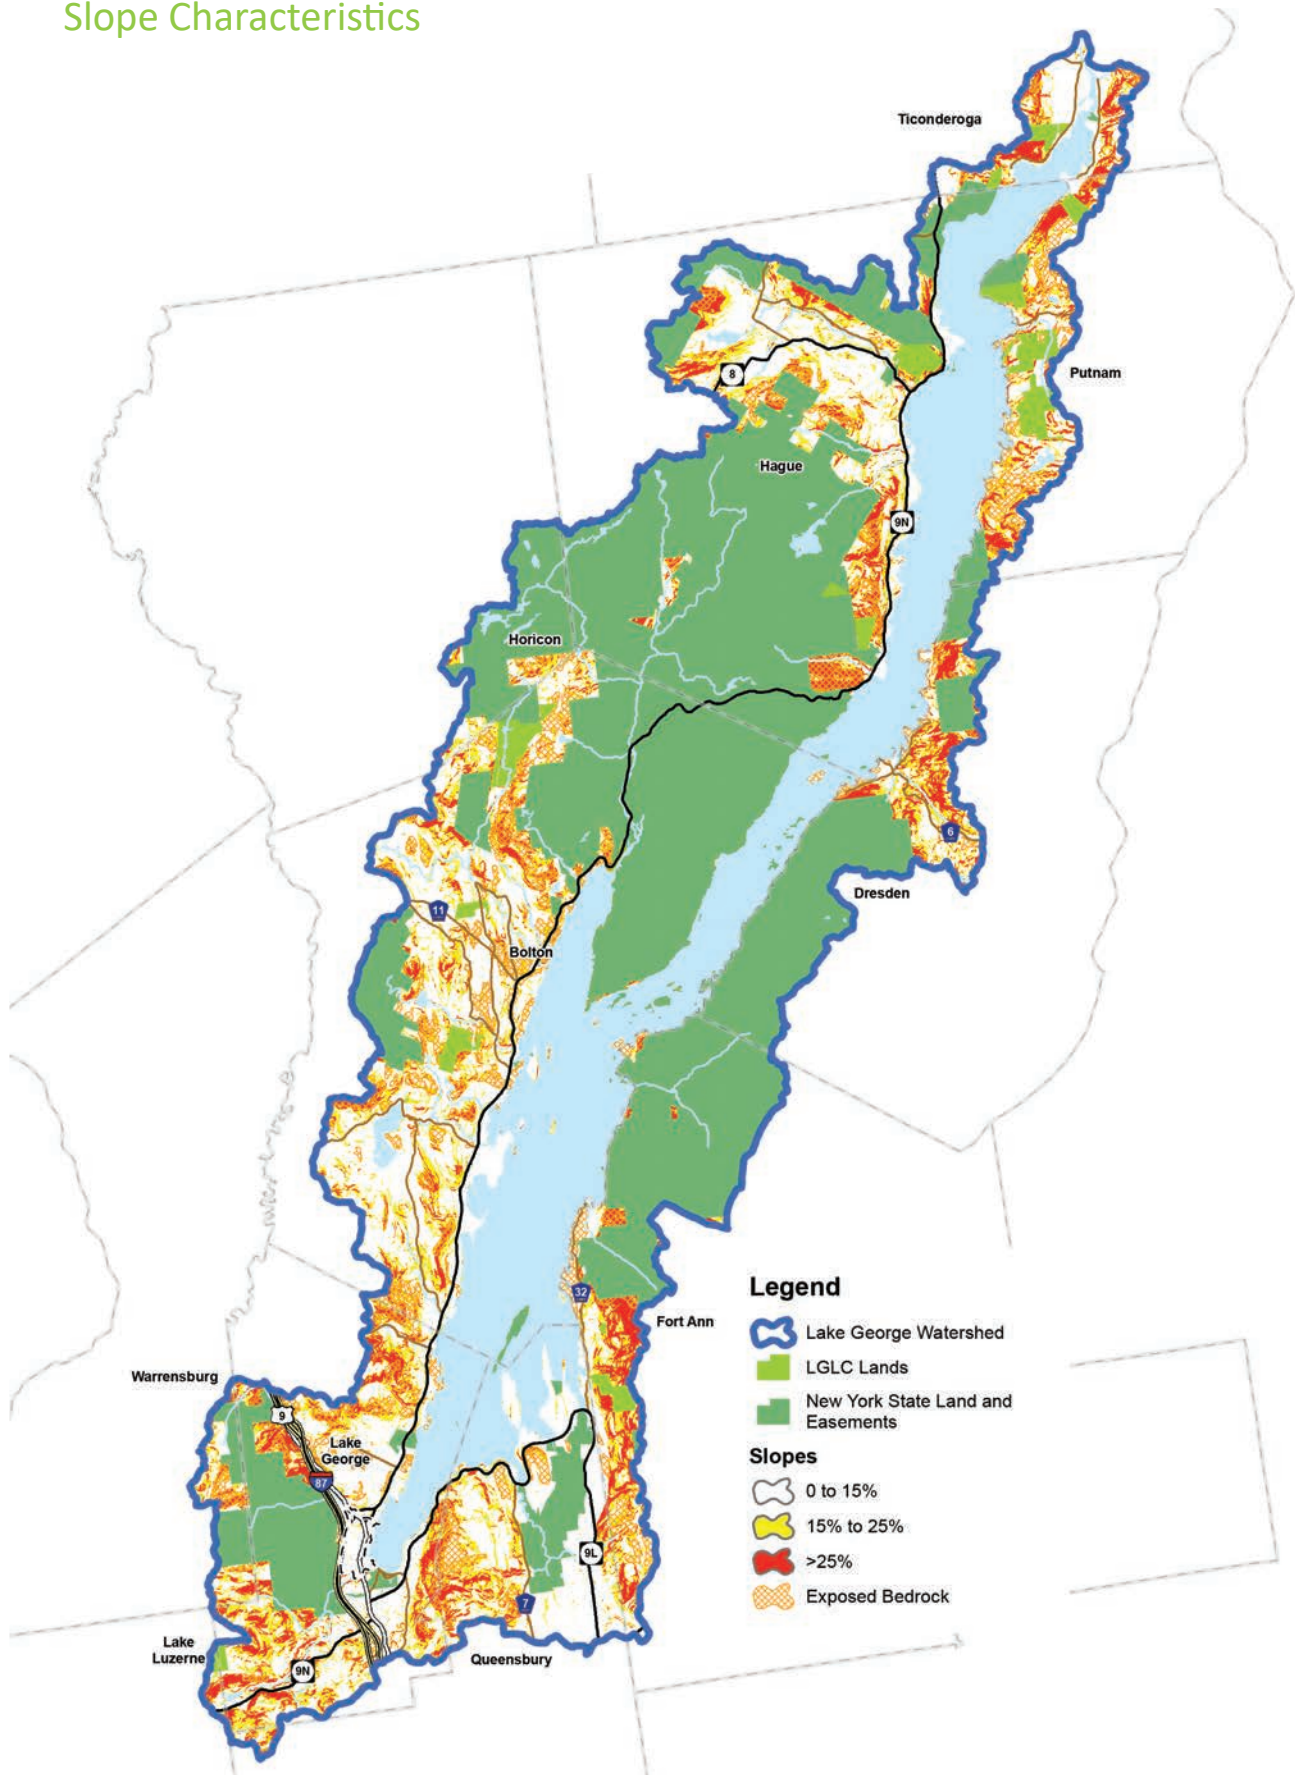 Slope Characteristics
Ticonderoga
8
Putnam
Hague
9N
Horicon
6
Dresden
11
Bolton
Legend
32
Fort Ann
Lake George Watershed
LGLC Lands
Warrensburg
New York State Land and
Easements
9
Lake
George
Slopes
87
0 to 15%
15% to 25%
9L
>25%
Exposed Bedrock
7
Lake
Luzerne
Queensbury
9N